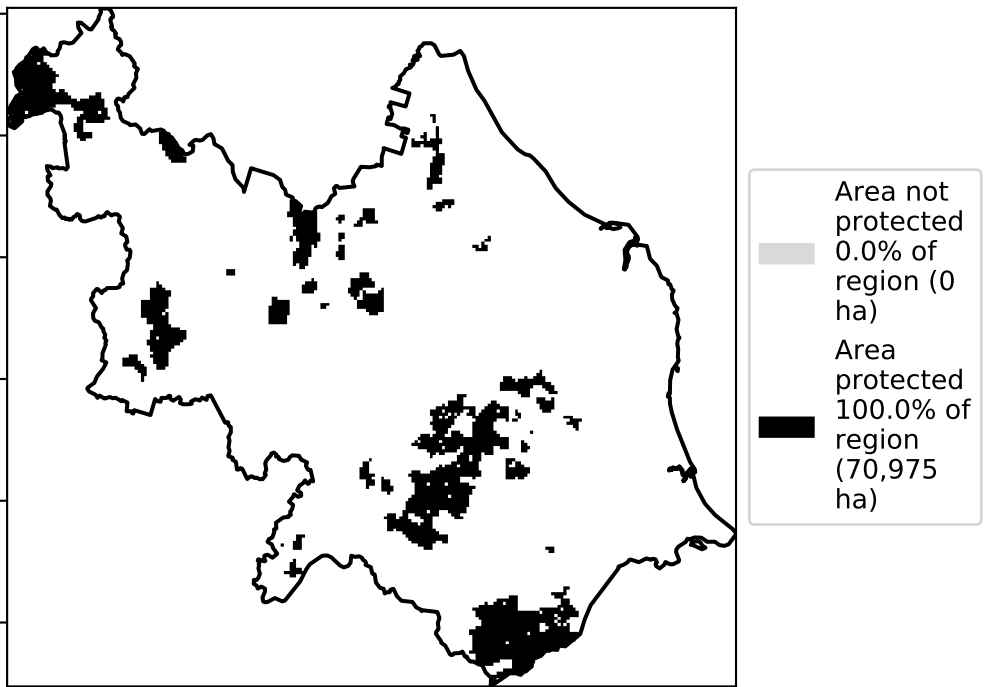 Area not
protected
0.0% of
region (0
ha)
Area
protected
100.0% of
region
(70,975
ha)